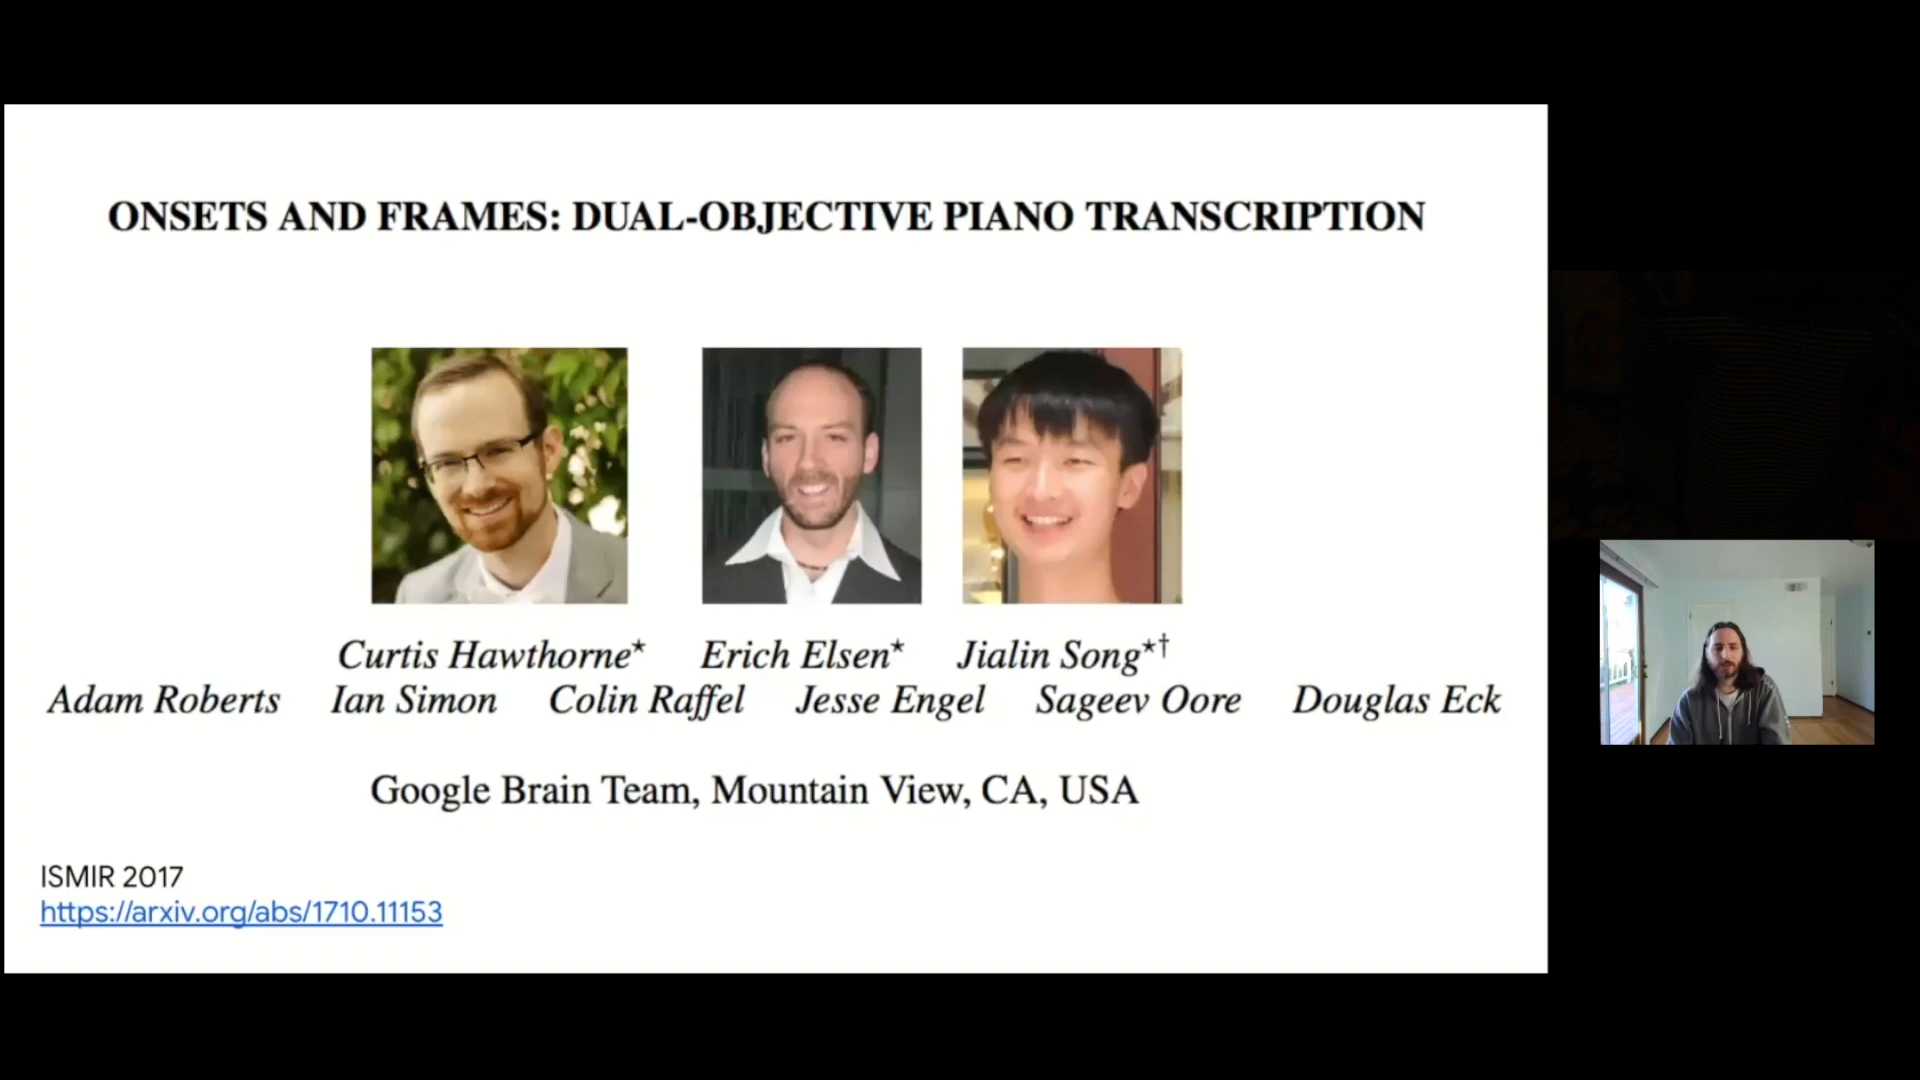 ONSETS AND FRAMES: DUAL-OBJECTIVE PIANO TRANSCRIPTION
Curtis Hawthorne⋆ Erich Elsen⋆ Jialin Song⋆†
Adam Roberts Ian Simon Colin Raffel Jesse Engel Sageev Oore Douglas Eck
Google Brain Team, Mountain View, CA, USA
ISMIR 2017
https://arxiv.org/abs/1710.11153